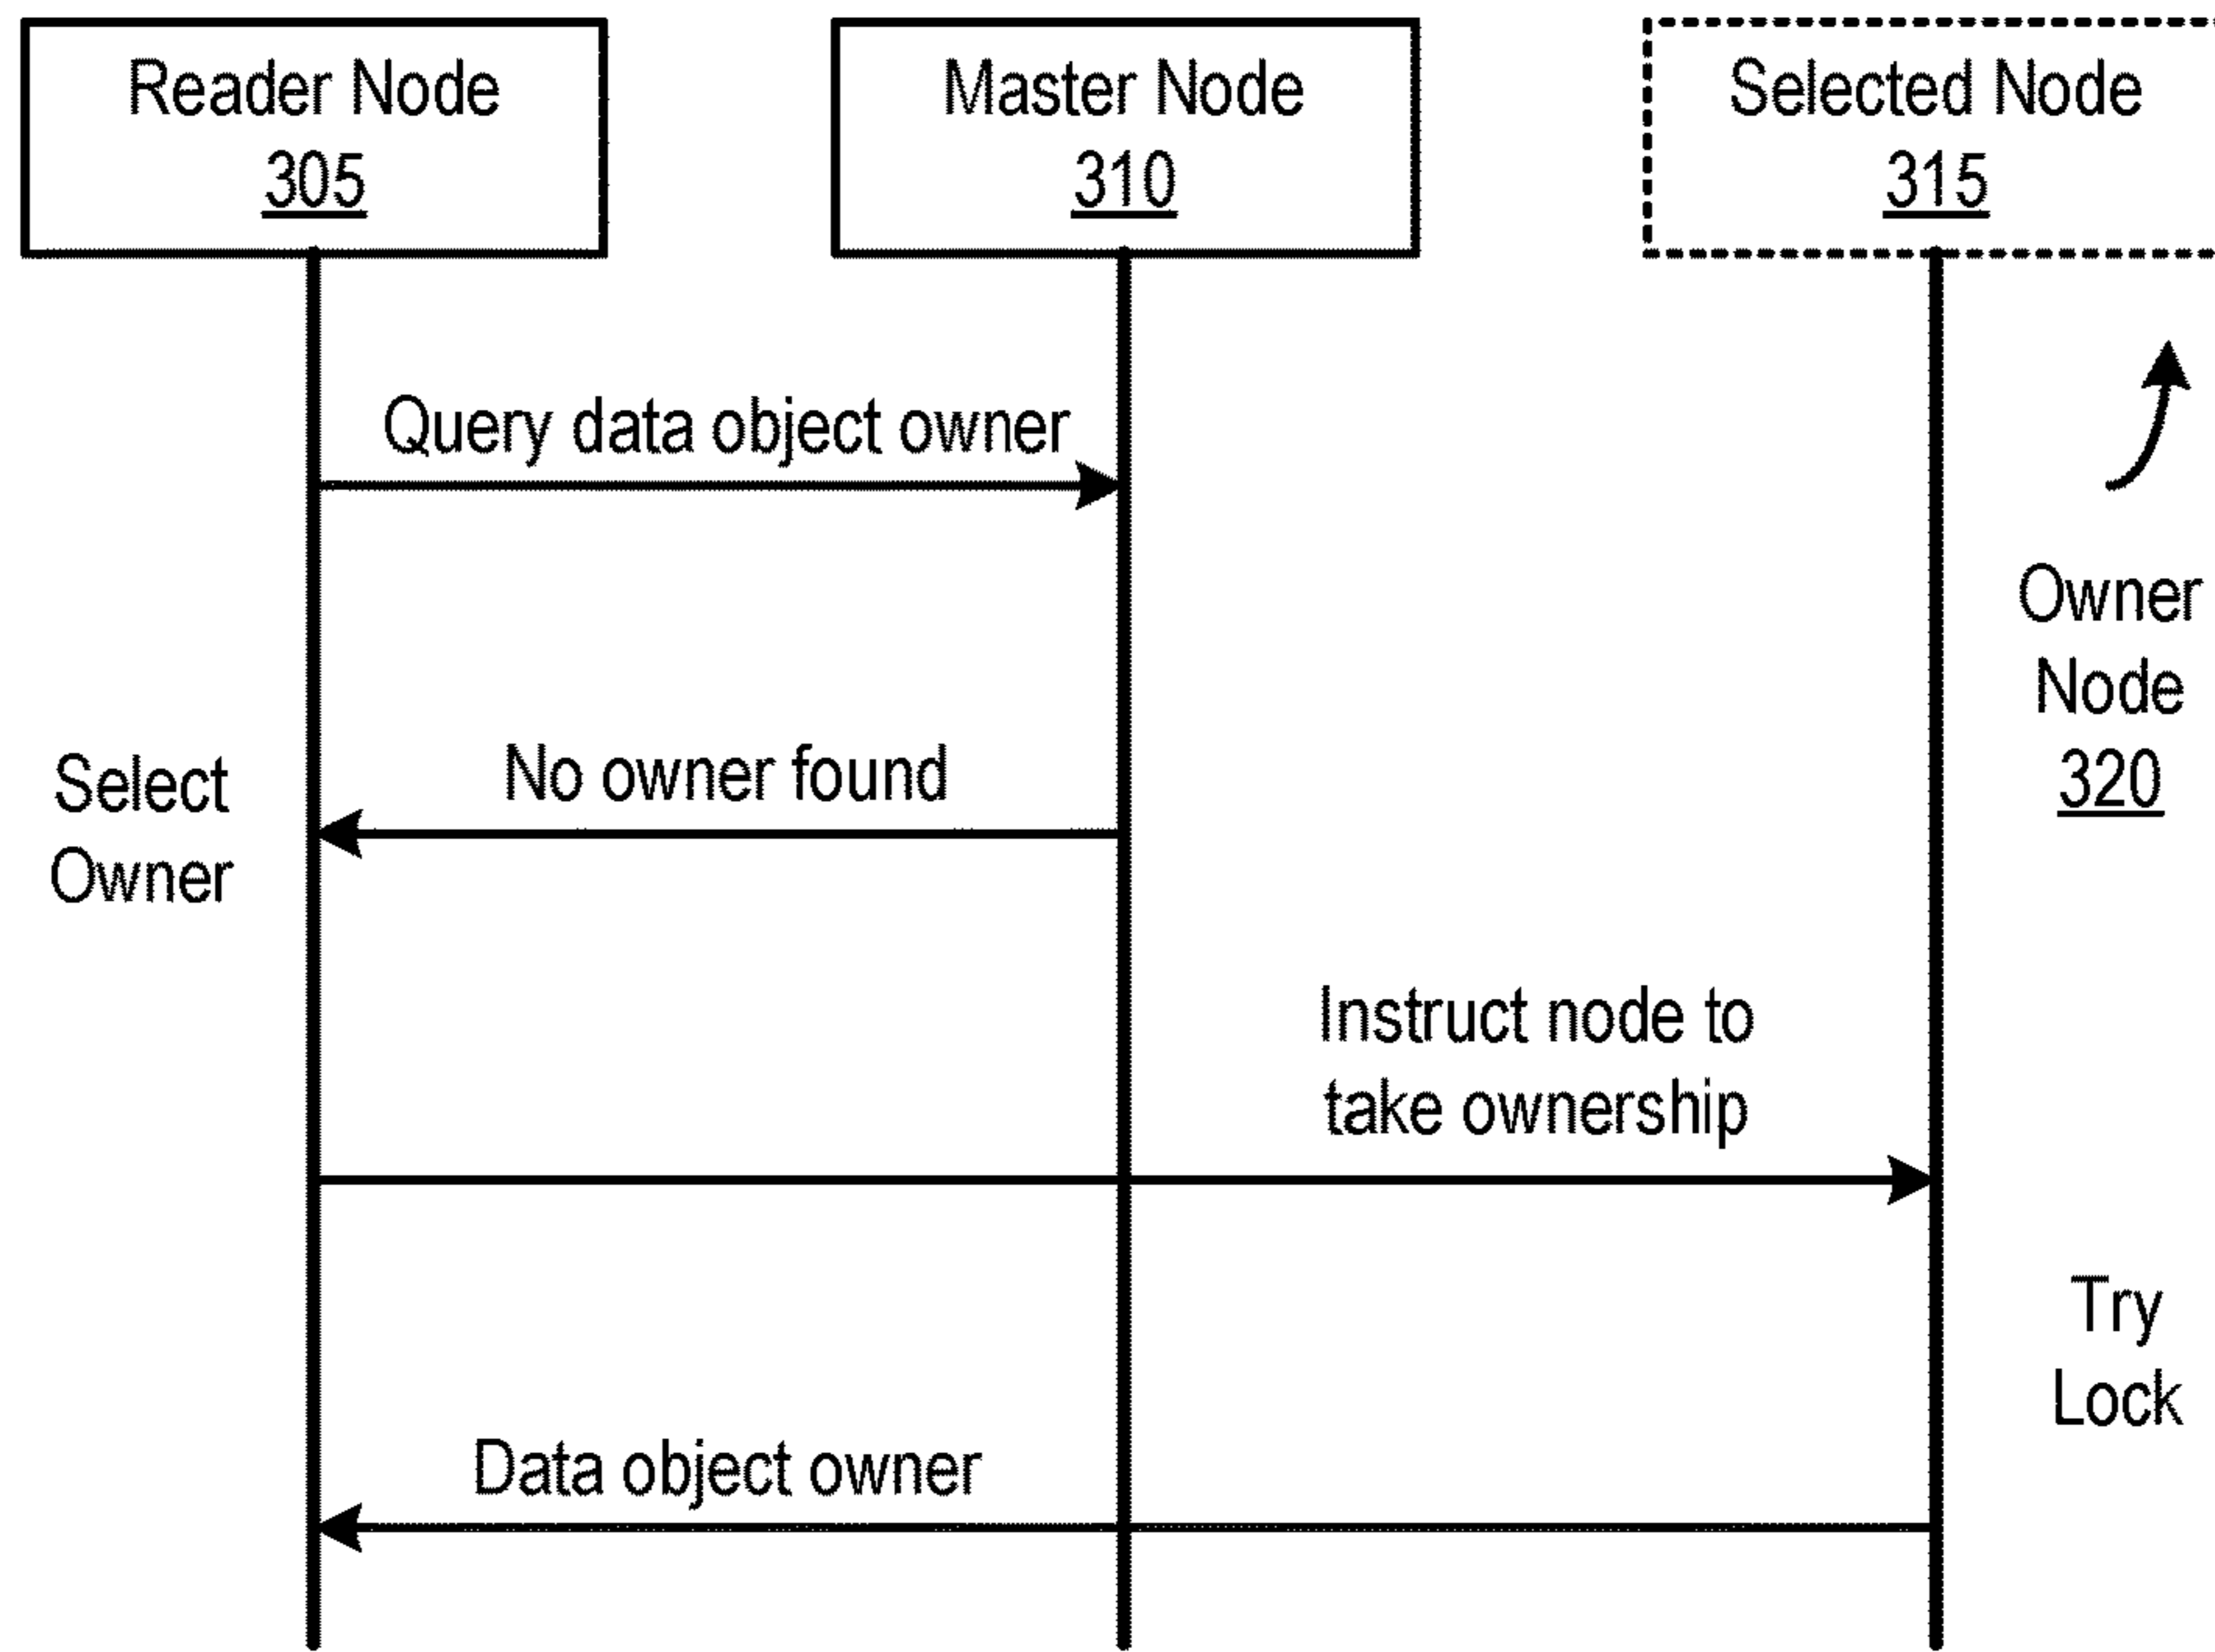 Reader Node
305
Master Node
310
Selected Node
315
Query data object owner
Owner
Node
320
No owner found
Select
Owner
Instruct node to
take ownership
Try
Lock
Data object owner